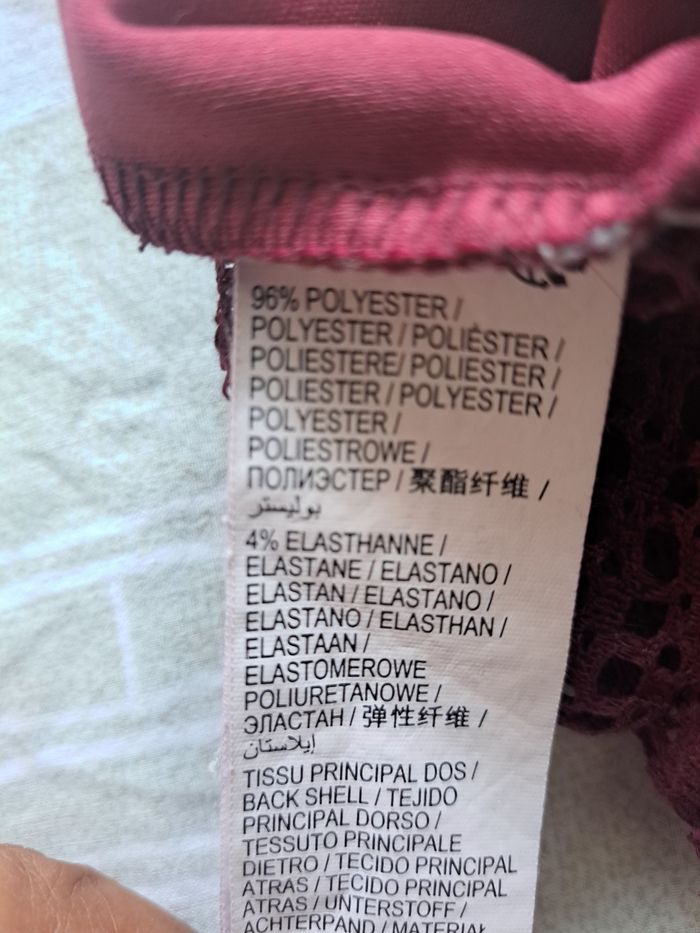 96% POLYESTER /
POLYESTER / POLIÉSTER /
POLIESTERE/ POLIESTER /
POLIESTER / POLYESTER /
POLYESTER /
POLIESTROWE /
ПОЛИЭСТЕР / 聚酯纤维 /
بوليستر
4% ELASTHANNE /
ELASTANE / ELASTANO /
ELASTAN / ELASTANO /
ELASTANO / ELASTHAN /
ELASTAAN /
ELASTOMEROWE
POLIURETANOWE /
ЭЛАСТАН / 弹性纤维 /
إيلاستان
TISSU PRINCIPAL DOS /
BACK SHELL / TEJIDO
PRINCIPAL DORSO /
TESSUTO PRINCIPALE
DIETRO / TECIDO PRINCIPAL
ATRAS / TECIDO PRINCIPAL
ATRAS / UNTERSTOFF /
ACHTERPAND /